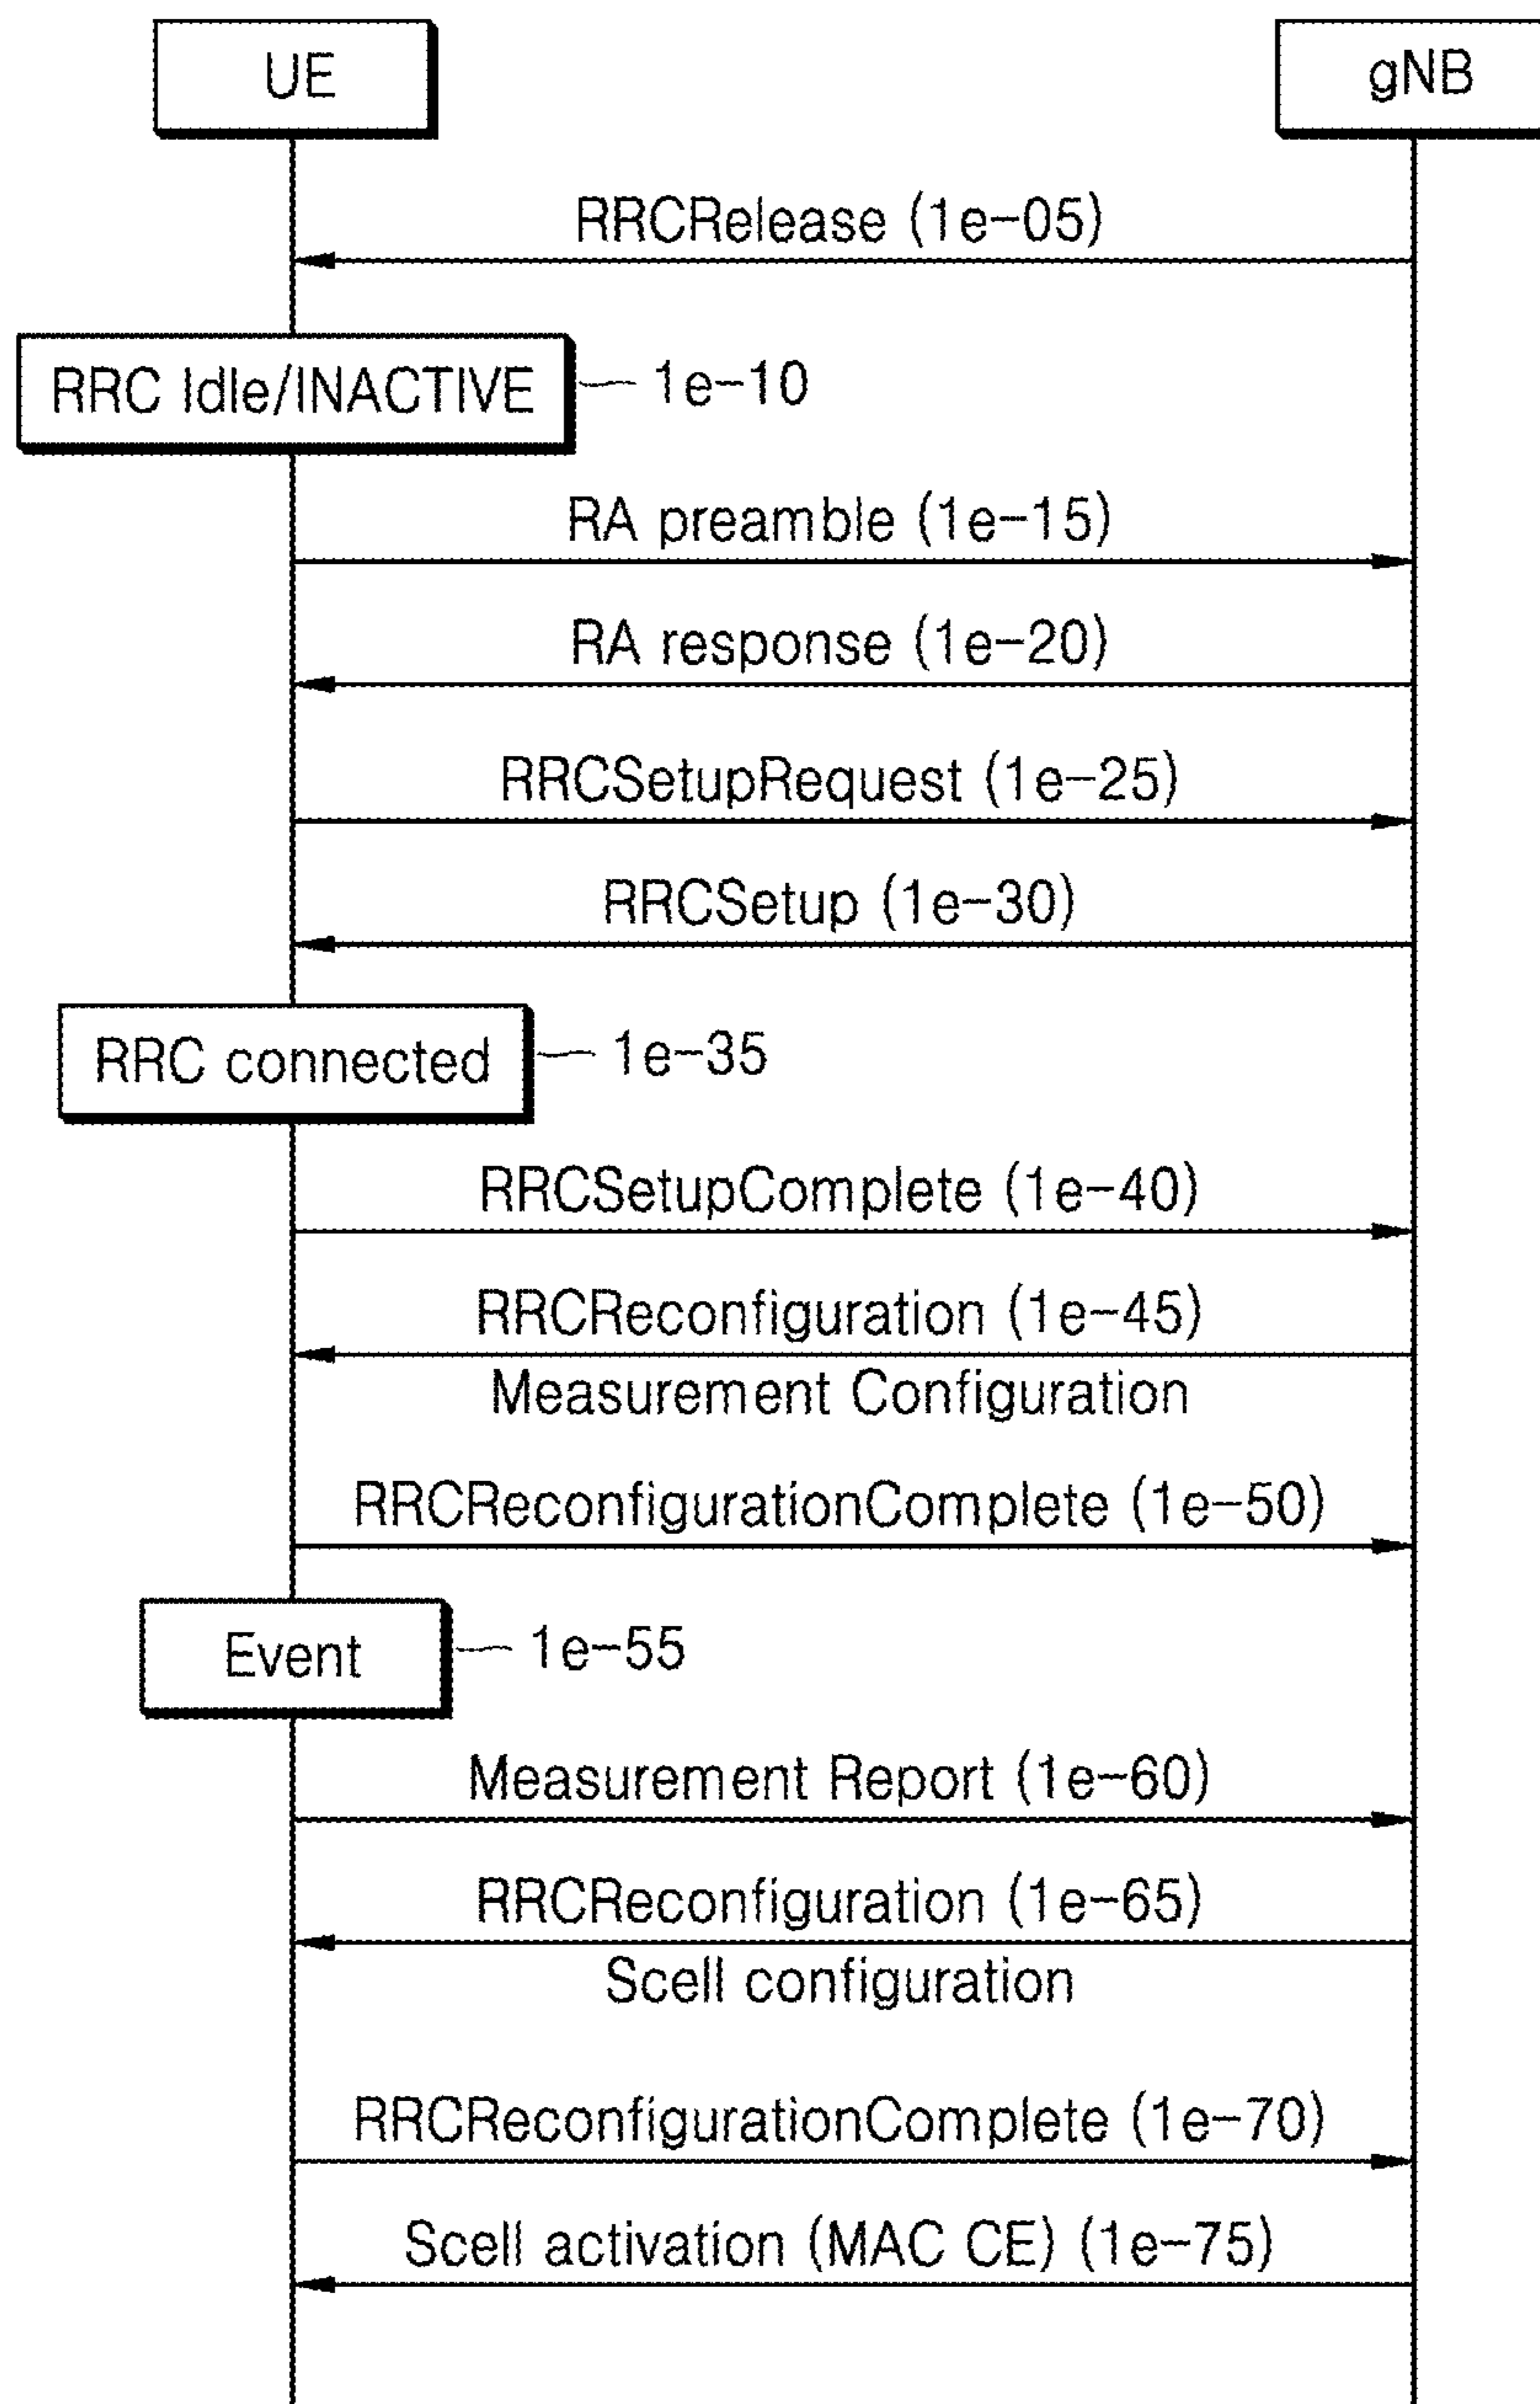 UE
gNB
RRCRelease (1e-05)
RRC Idle/INACTIVE
1e-10
RA preamble (1e-15)
RA response (1e-20)
RRCSetupRequest (1e-25)
RRCSetup (1e-30)
RRC connected
1e-35
RRCSetupComplete (1e-40)
RRCReconfiguration (1e-45)
Measurement Configuration
RRCReconfigurationComplete (1e-50)
Event
1e-55
Measurement Report (1e-60)
RRCReconfiguration (1e-65)
Scell configuration
RRCReconfigurationComplete (1e-70)
Scell activation (MAC CE) (1e-75)